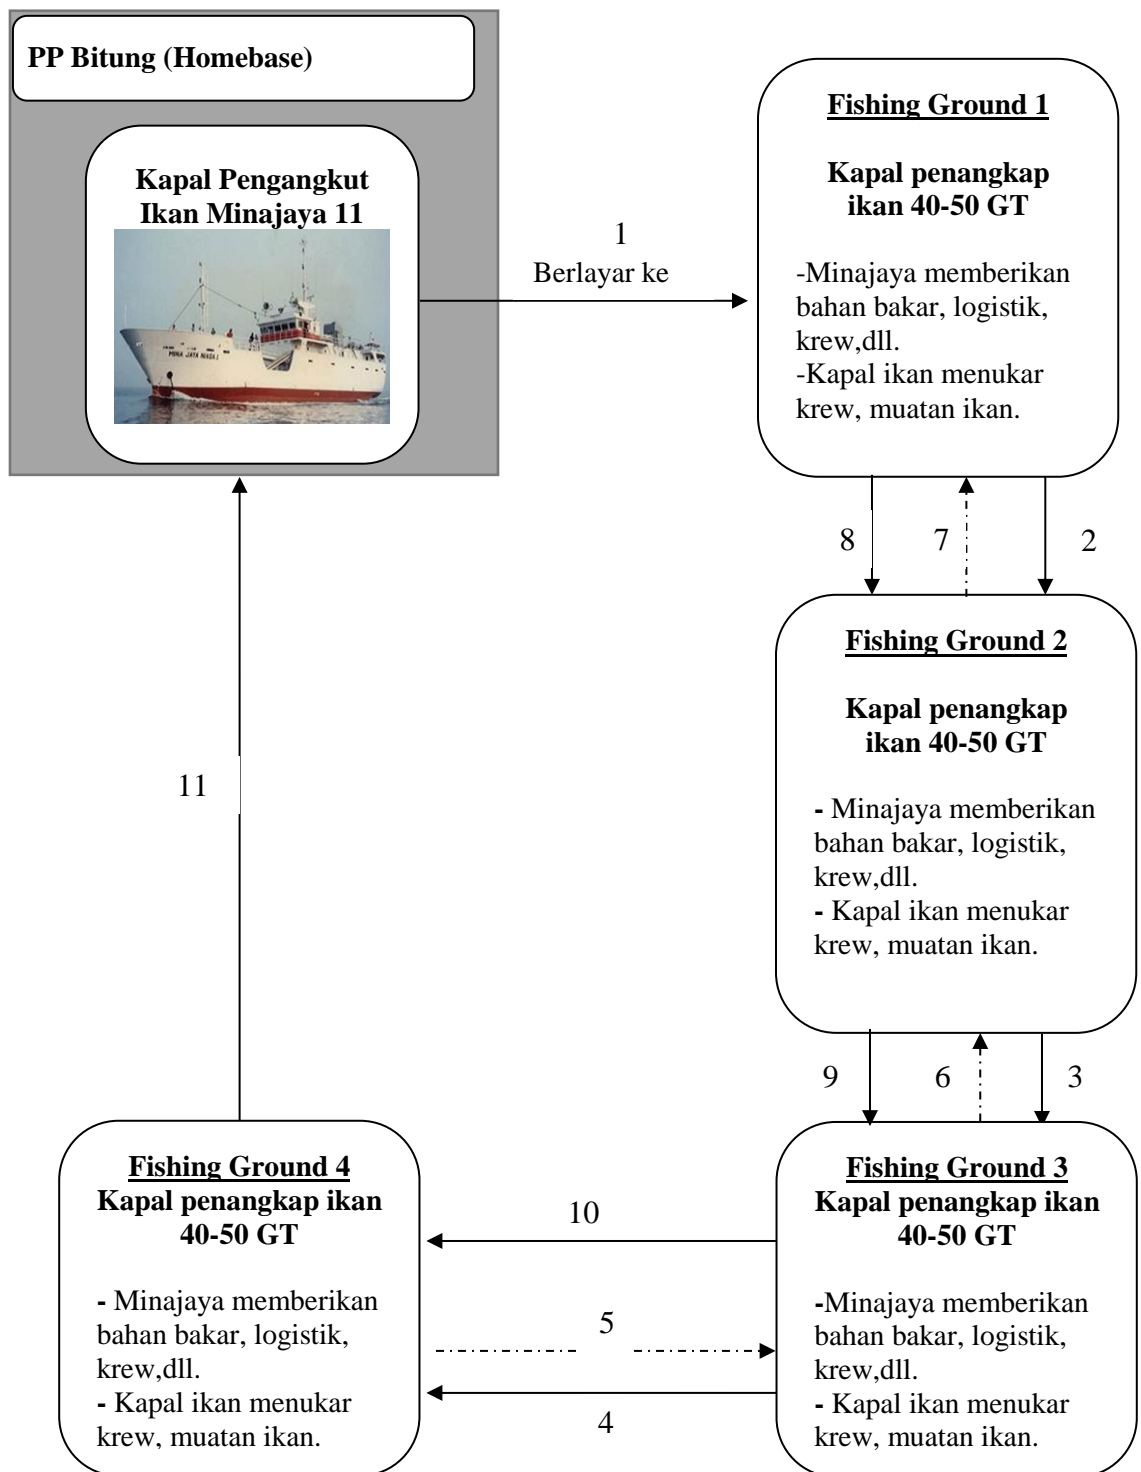 PP Bitung (Homebase)
Kapal Pengangkut
Ikan Minajaya 11
MINA JAYA NIAGA I
1
Berlayar ke
Fishing Ground 1
Kapal penangkap
ikan 40-50 GT
-Minajaya memberikan
bahan bakar, logistik,
krew,dll.
-Kapal ikan menukar
krew, muatan ikan.
8
7
2
Fishing Ground 2
Kapal penangkap
ikan 40-50 GT
- Minajaya memberikan
bahan bakar, logistik,
krew,dll.
- Kapal ikan menukar
krew, muatan ikan.
11
9
6
3
Fishing Ground 4
Kapal penangkap ikan
40-50 GT
- Minajaya memberikan
bahan bakar, logistik,
krew,dll.
- Kapal ikan menukar
krew, muatan ikan.
10
5
4
Fishing Ground 3
Kapal penangkap ikan
40-50 GT
-Minajaya memberikan
bahan bakar, logistik,
krew,dll.
- Kapal ikan menukar
krew, muatan ikan.